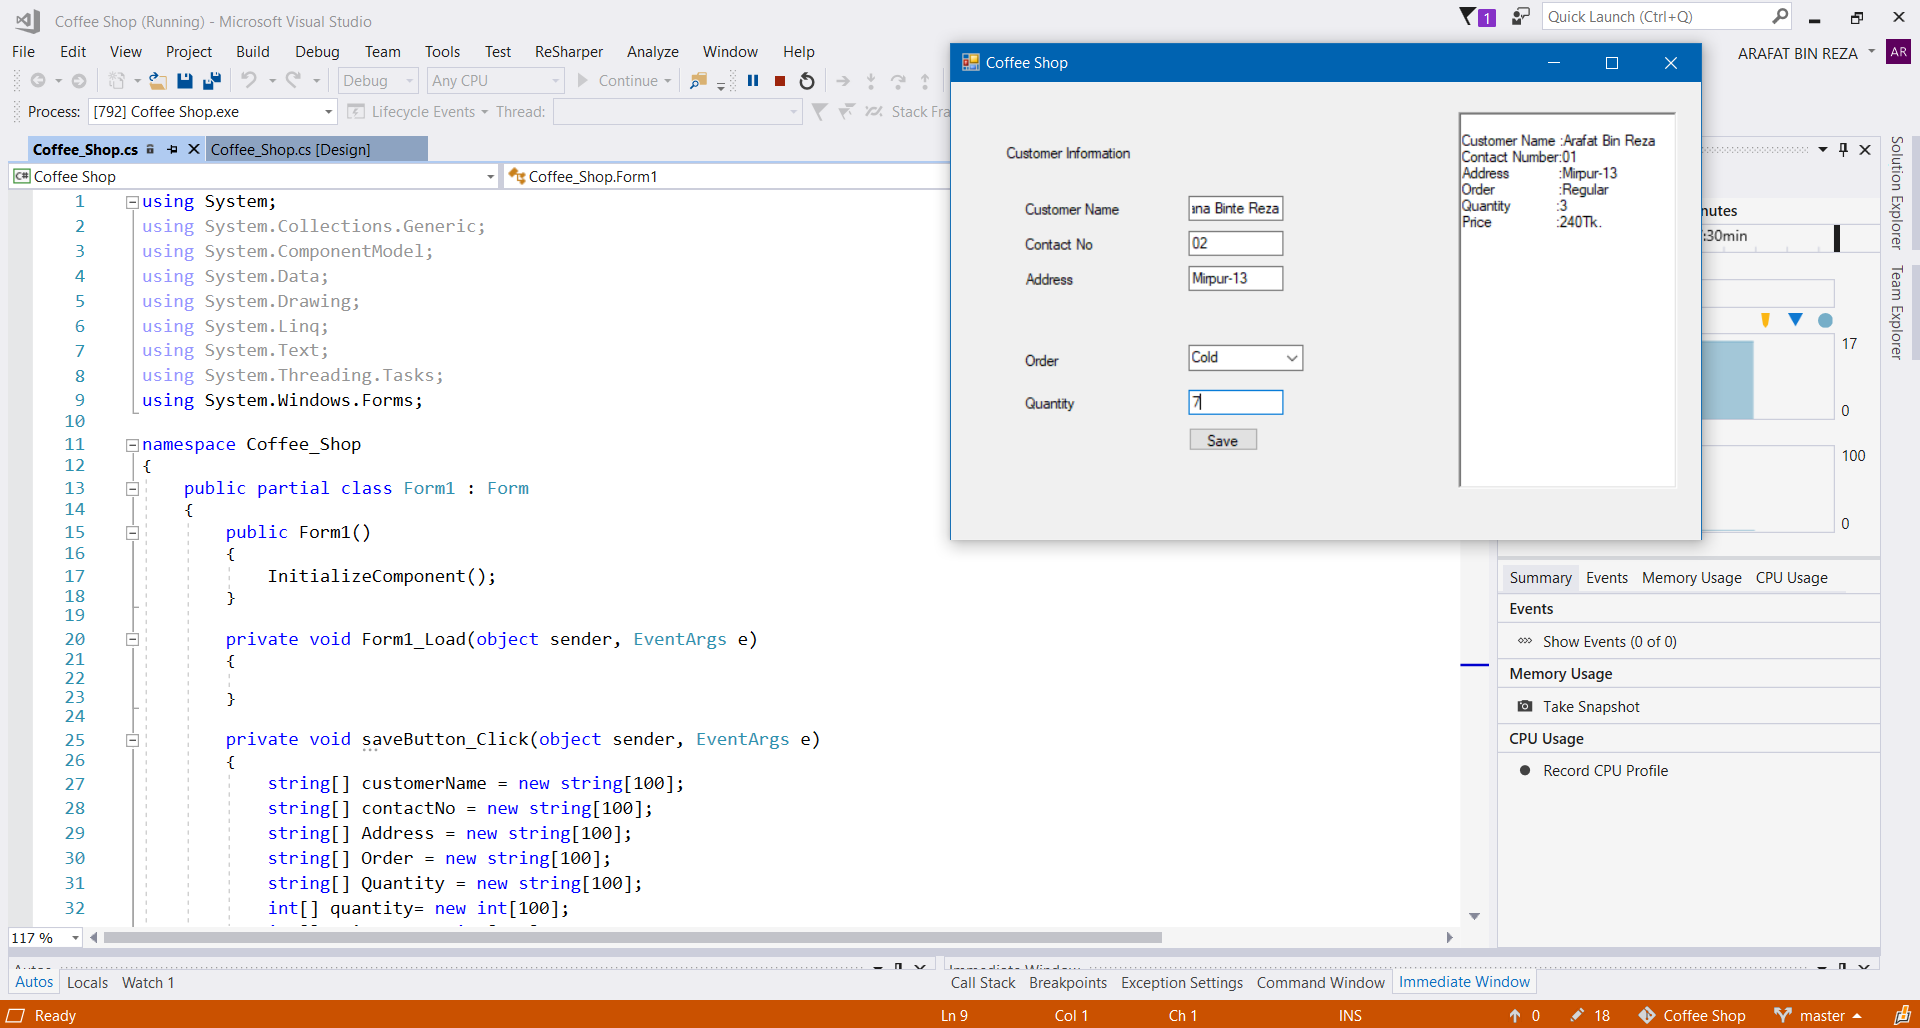 Coffee Shop (Running) - Microsoft Visual Studio
1
Quick Launch (Ctrl+Q)
File Edit View Project Build Debug Team Tools Test ReSharper Analyze Window Help
ARAFAT BIN REZA AR
Debug Any CPU Continue
Process: [792] Coffee Shop.exe Lifecycle Events Thread: Stack Fra
Coffee_Shop.cs Coffee_Shop.cs [Design]
C# Coffee Shop Coffee_Shop.Form1
1 using System;
2 using System.Collections.Generic;
3 using System.ComponentModel;
4 using System.Data;
5 using System.Drawing;
6 using System.Linq;
7 using System.Text;
8 using System.Threading.Tasks;
9 using System.Windows.Forms;
10
11 namespace Coffee_Shop
12 {
13 public partial class Form1 : Form
14 {
15 public Form1()
16 {
17 InitializeComponent();
18 }
19
20 private void Form1_Load(object sender, EventArgs e)
21 {
22
23 }
24
25 private void saveButton_Click(object sender, EventArgs e)
26 {
27 string[] customerName = new string[100];
28 string[] contactNo = new string[100];
29 string[] Address = new string[100];
30 string[] Order = new string[100];
31 string[] Quantity = new string[100];
32 int[] quantity= new int[100];
117 %
Coffee Shop
Customer Information
Customer Name ana Binte Reza
Contact No 02
Address Mirpur-13
Order Cold
Quantity 7
Save
Customer Name :Arafat Bin Reza
Contact Number:01
Address :Mirpur-13
Order :Regular
Quantity :3
Price :240Tk.
nutes
:30min
17
0
100
0
Solution Explorer
Team Explorer
Summary Events Memory Usage CPU Usage
Events
Show Events (0 of 0)
Memory Usage
Take Snapshot
CPU Usage
Record CPU Profile
Autos
Immediate Window
Autos Locals Watch 1
Call Stack Breakpoints Exception Settings Command Window Immediate Window
Ready Ln 9 Col 1 Ch 1 INS 0 18 Coffee Shop master